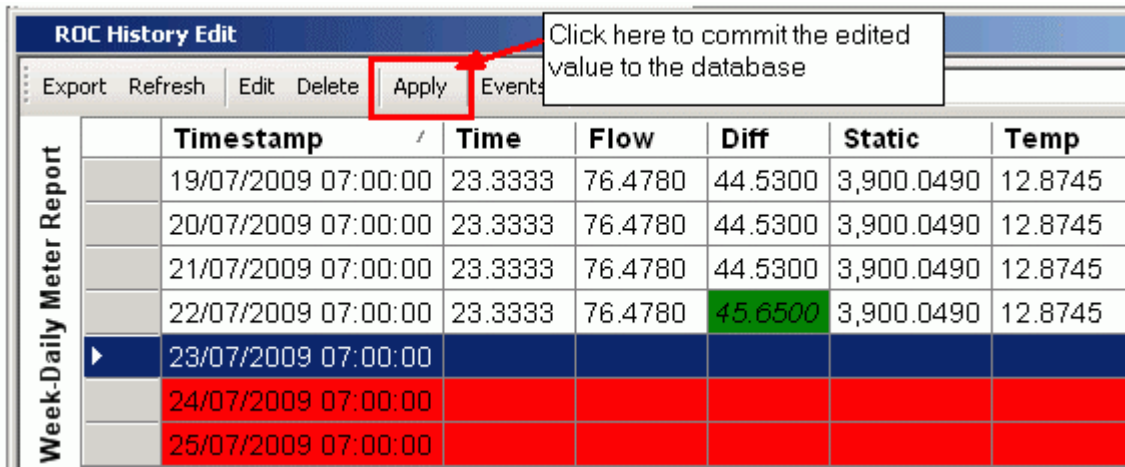 ROC History Edit
Click here to commit the edited
value to the database
Export Refresh Edit Delete Apply Events
Week-Daily Meter Report
Timestamp / Time Flow Diff Static Temp
19/07/2009 07:00:00 23.3333 76.4780 44.5300 3,900.0490 12.8745
20/07/2009 07:00:00 23.3333 76.4780 44.5300 3,900.0490 12.8745
21/07/2009 07:00:00 23.3333 76.4780 44.5300 3,900.0490 12.8745
22/07/2009 07:00:00 23.3333 76.4780 45.6500 3,900.0490 12.8745
23/07/2009 07:00:00
24/07/2009 07:00:00
25/07/2009 07:00:00